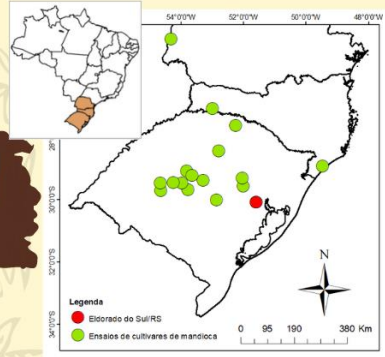 54°0'0"W 52°0'0"W 50°0'0"W 48°0'0"W
28°S
30°0'0"S
32°0'0"S
34°0'0"S
N
Legenda
Eldorado do Sul/RS
Ensaios de cultivares de mandioca
0 95 190 380 Km